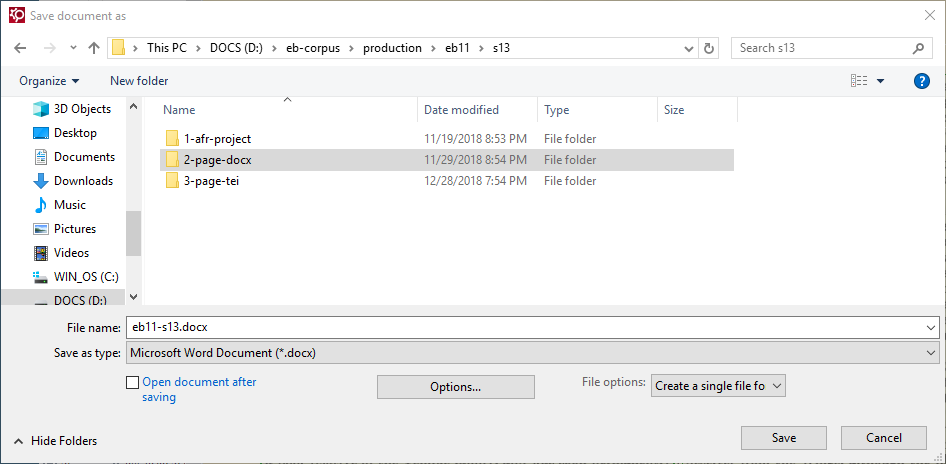 Save document as
This PC > DOCS (D:) > eb-corpus > production > eb11 > s13
Search s13
Organize
New folder
?
3D Objects
Desktop
Documents
Downloads
Music
Pictures
Videos
WIN_OS (C:)
DOCS (D:)
Name Date modified Type Size
1-afr-project 11/19/2018 8:53 PM File folder
2-page-docx 11/29/2018 8:54 PM File folder
3-page-tei 12/28/2018 7:54 PM File folder
File name: eb11-s13.docx
Save as type: Microsoft Word Document (*.docx)
Open document after
saving
Options...
File options: Create a single file fo
Hide Folders
Save
Cancel